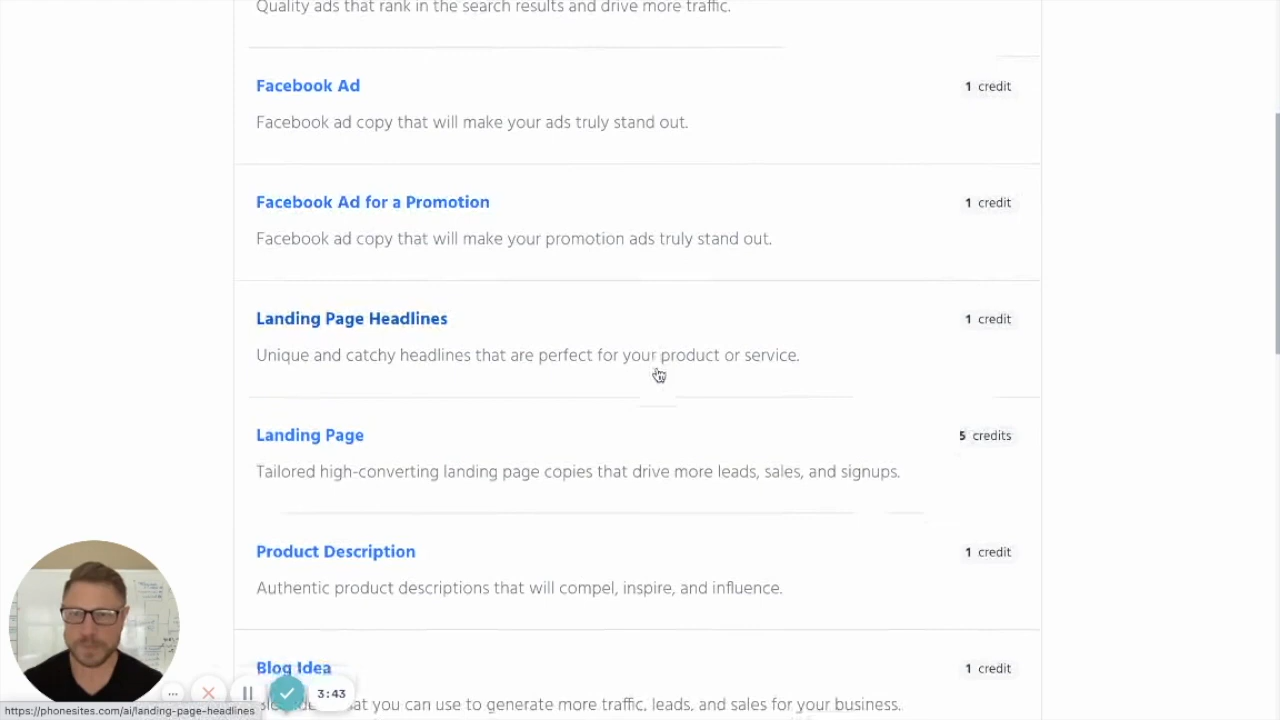 Quality ads that rank in the search results and drive more traffic.
Facebook Ad
1 credit
Facebook ad copy that will make your ads truly stand out.
Facebook Ad for a Promotion
1 credit
Facebook ad copy that will make your promotion ads truly stand out.
Landing Page Headlines
1 credit
Unique and catchy headlines that are perfect for your product or service.
Landing Page
5 credits
Tailored high-converting landing page copies that drive more leads, sales, and signups.
Product Description
1 credit
Authentic product descriptions that will compel, inspire, and influence.
Blog Idea
1 credit
you can use to generate more traffic, leads, and sales for your business.
3:43
https://phonesites.com/ai/landing-page-headlines